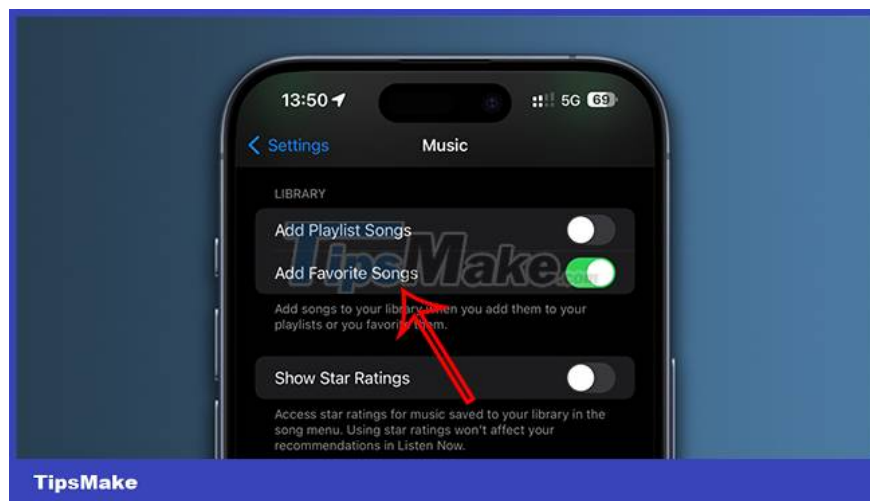 13:50
5G 69
Settings
Music
LIBRARY
Add Playlist Songs
TipsMake.com
Add Favorite Songs
Add songs to your library when you add them to your
playlists or you favorite them.
Show Star Ratings
Access star ratings for music saved to your library in the
song menu. Using star ratings won't affect your
recommendations in Listen Now.
TipsMake